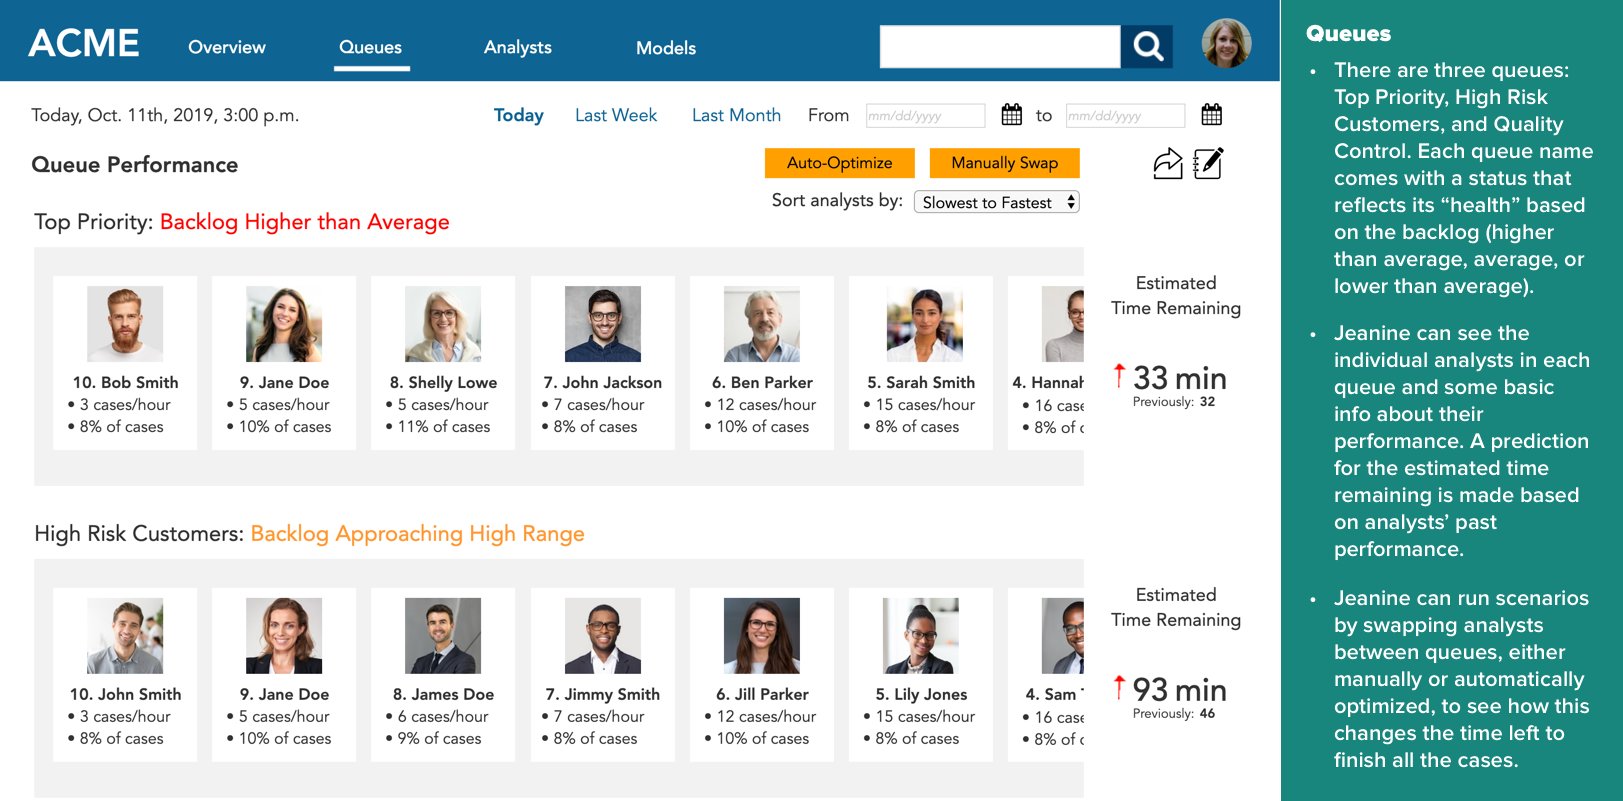 ACME
Overview
Queues
Analysts
Models
Today, Oct. 11th, 2019, 3:00 p.m.
Today
Last Week
Last Month
From
mm/dd/yyyy
to
mm/dd/yyyy
Queue Performance
Auto-Optimize
Manually Swap
Sort analysts by:
Slowest to Fastest
Top Priority: Backlog Higher than Average
10. Bob Smith
• 3 cases/hour
• 8% of cases
9. Jane Doe
• 5 cases/hour
• 10% of cases
8. Shelly Lowe
• 5 cases/hour
• 11% of cases
7. John Jackson
• 7 cases/hour
• 8% of cases
6. Ben Parker
• 12 cases/hour
• 10% of cases
5. Sarah Smith
• 15 cases/hour
• 8% of cases
4. Hannah
• 16 case
• 8% of c
Estimated
Time Remaining
33 min
Previously: 32
High Risk Customers: Backlog Approaching High Range
10. John Smith
• 3 cases/hour
• 8% of cases
9. Jane Doe
• 5 cases/hour
• 10% of cases
8. James Doe
• 6 cases/hour
• 9% of cases
7. Jimmy Smith
• 7 cases/hour
• 8% of cases
6. Jill Parker
• 12 cases/hour
• 10% of cases
5. Lily Jones
• 15 cases/hour
• 8% of cases
4. Sam
• 16 case
• 8% of c
Estimated
Time Remaining
93 min
Previously: 46
Queues
• There are three queues:
Top Priority, High Risk
Customers, and Quality
Control. Each queue name
comes with a status that
reflects its “health” based
on the backlog (higher
than average, average, or
lower than average).
• Jeanine can see the
individual analysts in each
queue and some basic
info about their
performance. A prediction
for the estimated time
remaining is made based
on analysts’ past
performance.
• Jeanine can run scenarios
by swapping analysts
between queues, either
manually or automatically
optimized, to see how this
changes the time left to
finish all the cases.